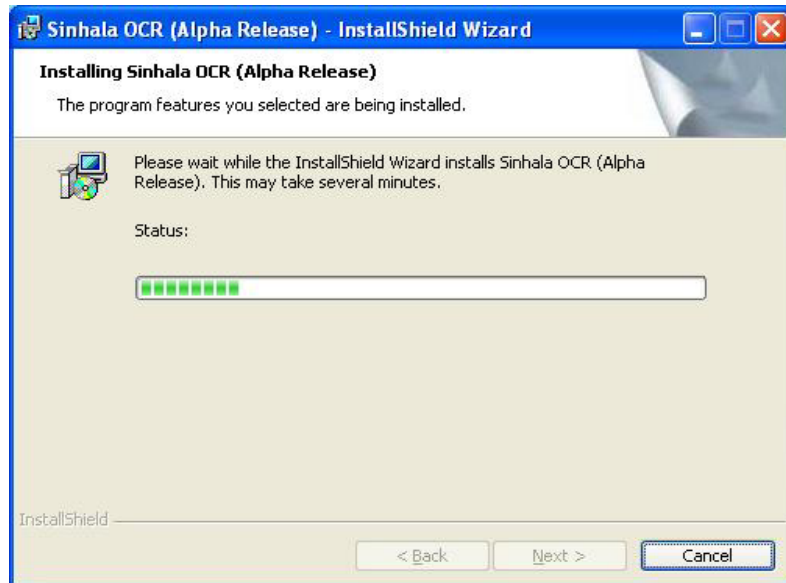 Sinhala OCR (Alpha Release) - InstallShield Wizard
Installing Sinhala OCR (Alpha Release)
The program features you selected are being installed.
Please wait while the InstallShield Wizard installs Sinhala OCR (Alpha
Release). This may take several minutes.
Status:
InstallShield
< Back Next > Cancel